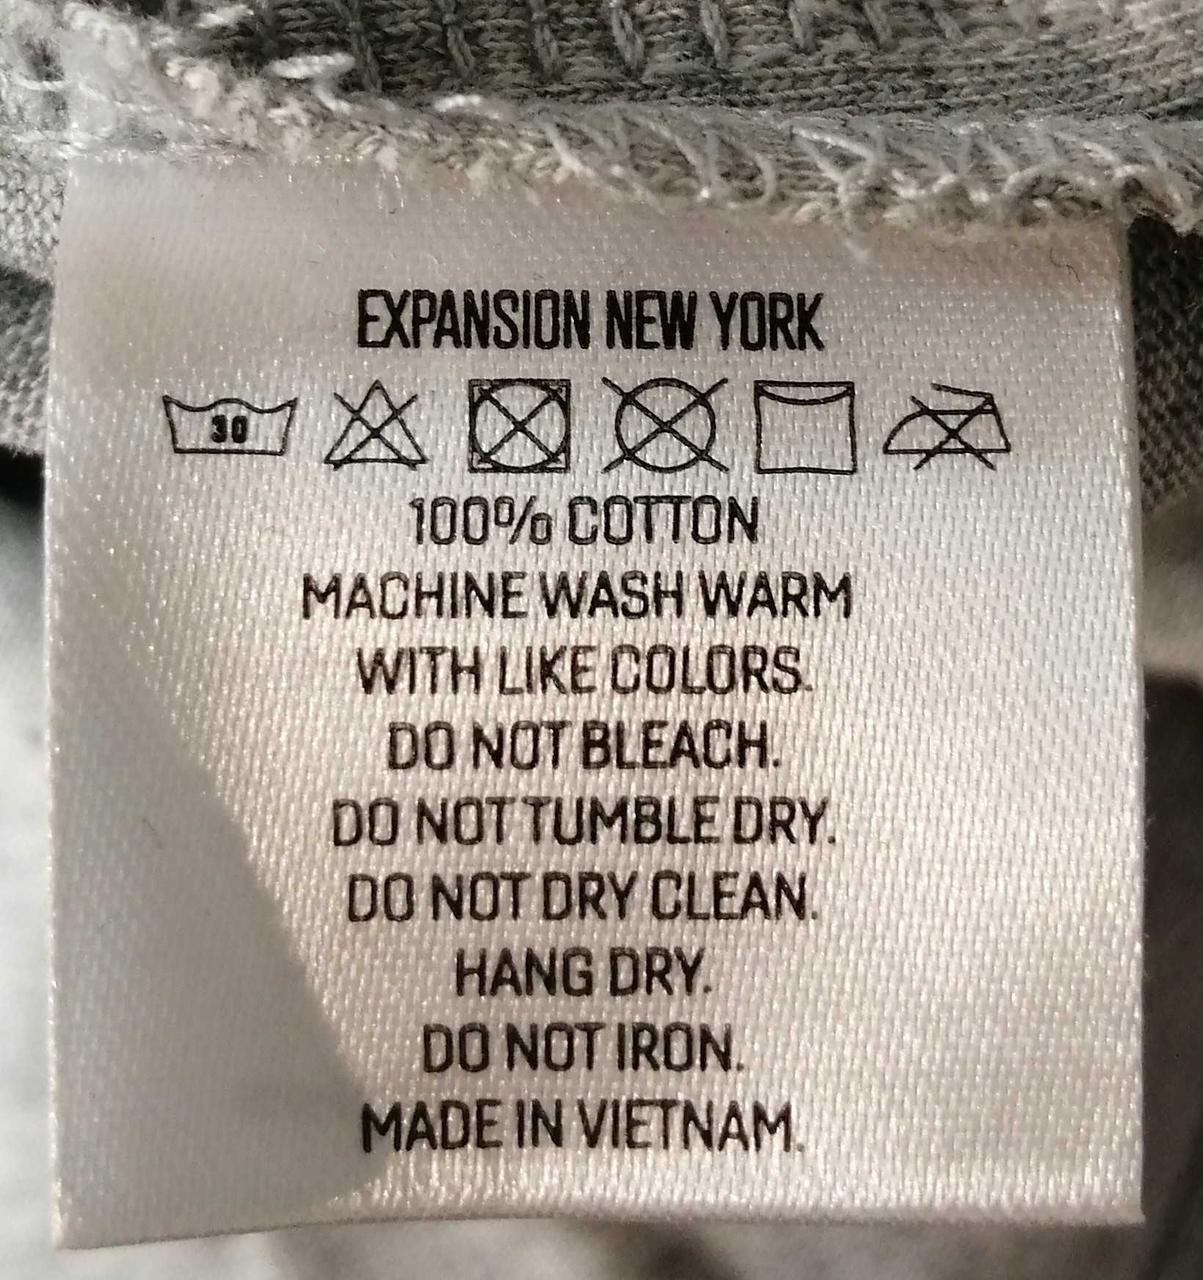 EXPANSION NEW YORK
30
100% COTTON
MACHINE WASH WARM
WITH LIKE COLORS.
DO NOT BLEACH.
DO NOT TUMBLE DRY.
DO NOT DRY CLEAN.
HANG DRY.
DO NOT IRON.
MADE IN VIETNAM.